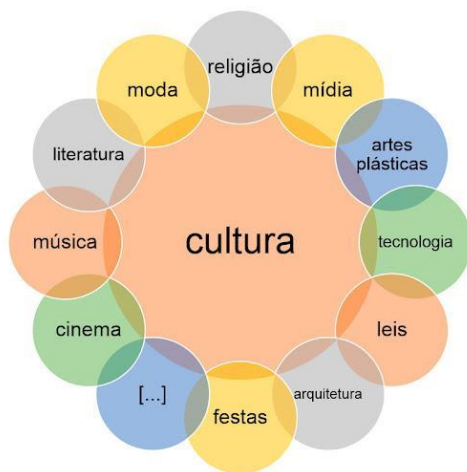 religião
mídia
artes
plásticas
tecnologia
leis
arquitetura
festas
[...]
cinema
música
literatura
moda
cultura